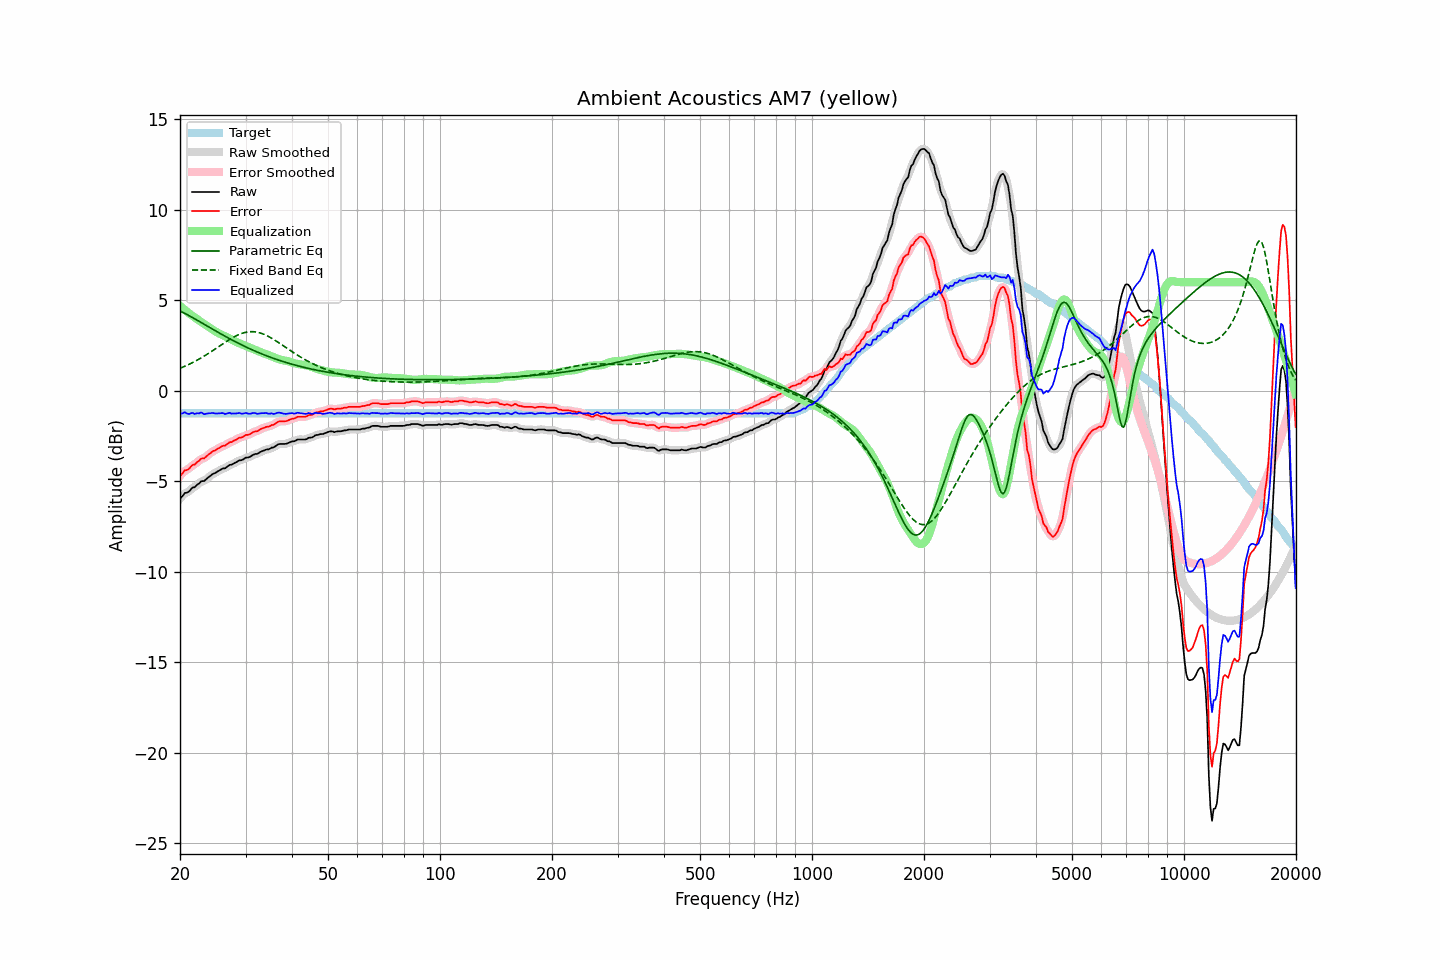 Ambient Acoustics AM7 (yellow)
15
10
5
0
−5
−10
−15
−20
−25
Amplitude (dBr)
Target
Raw Smoothed
Error Smoothed
Raw
Error
Equalization
Parametric Eq
Fixed Band Eq
Equalized
20 50 100 200 500 1000 2000 5000 10000 20000
Frequency (Hz)